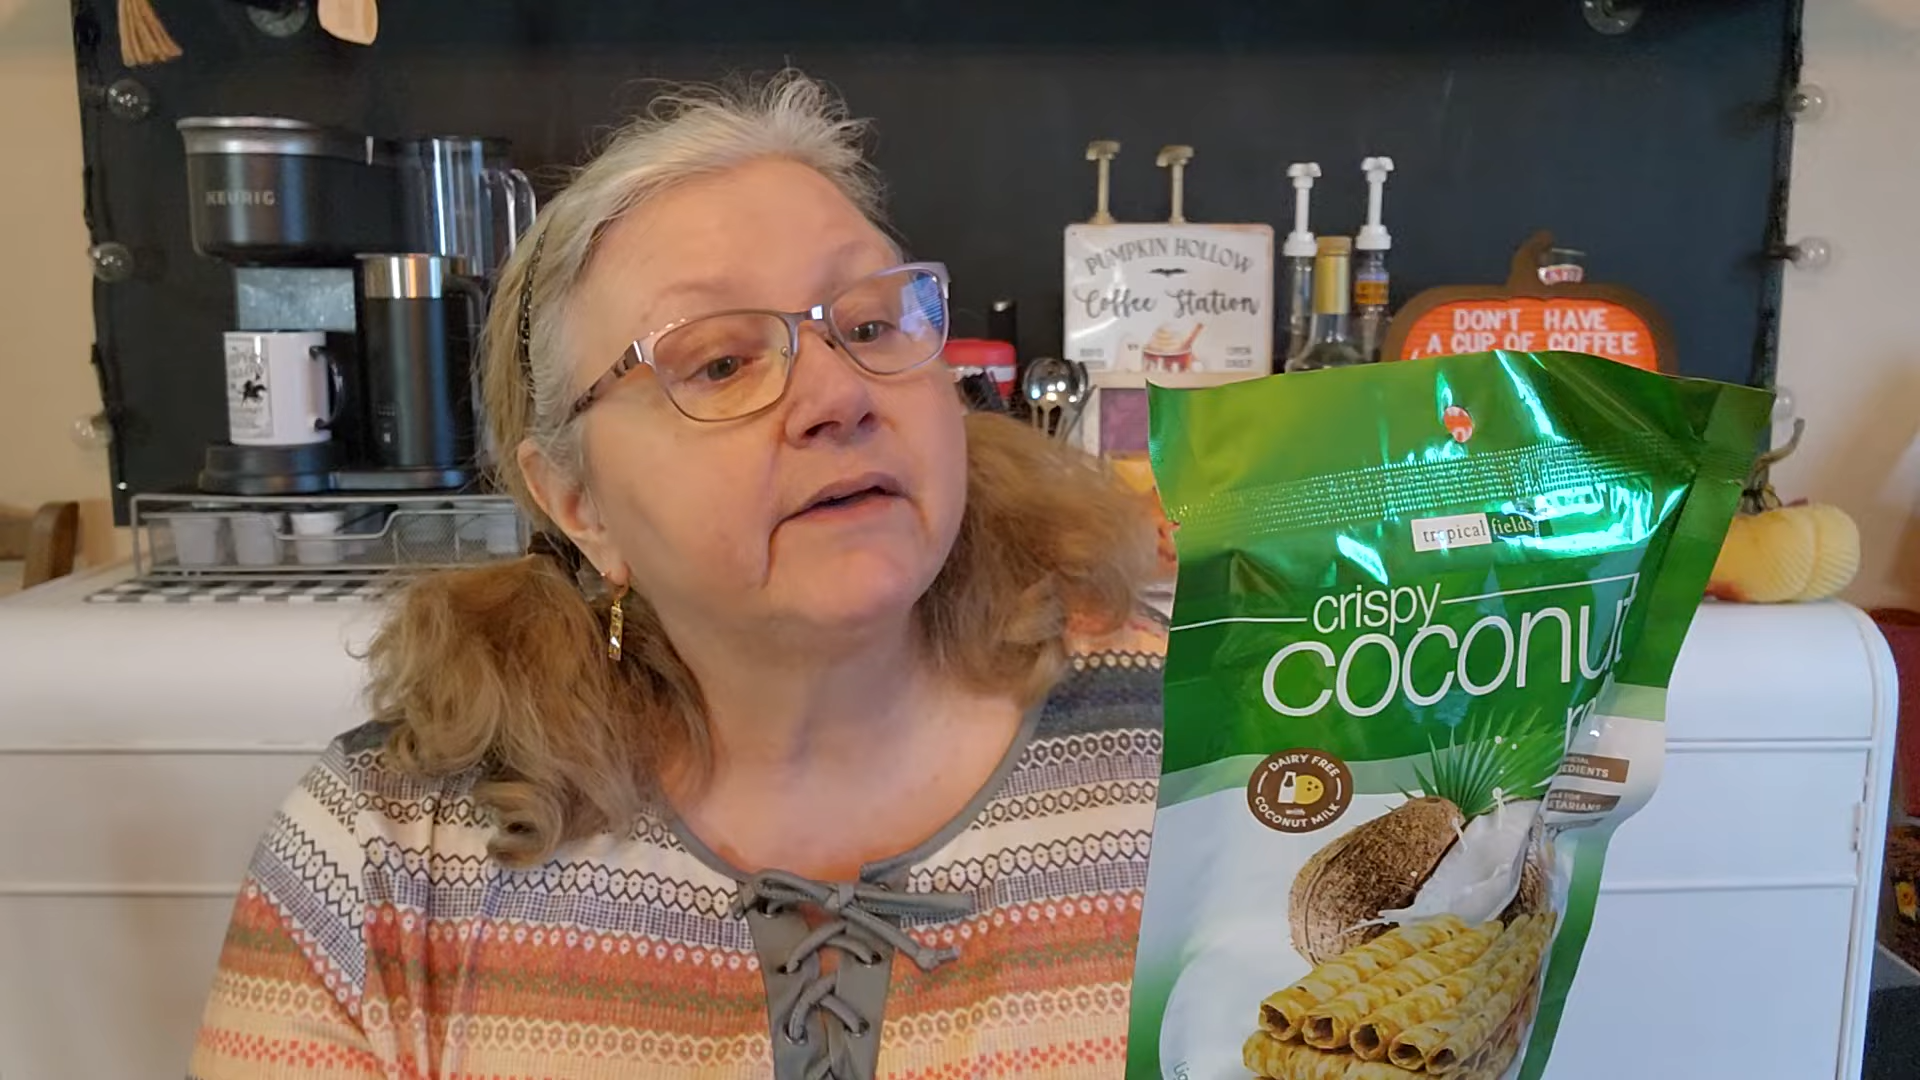 KEURIG
PUMPKIN HOLLOW
Coffee Station
DON'T HAVE
A CUP OF COFFEE
tropical fields
crispy
coconut
DAIRY FREE
with
COCONUT MILK